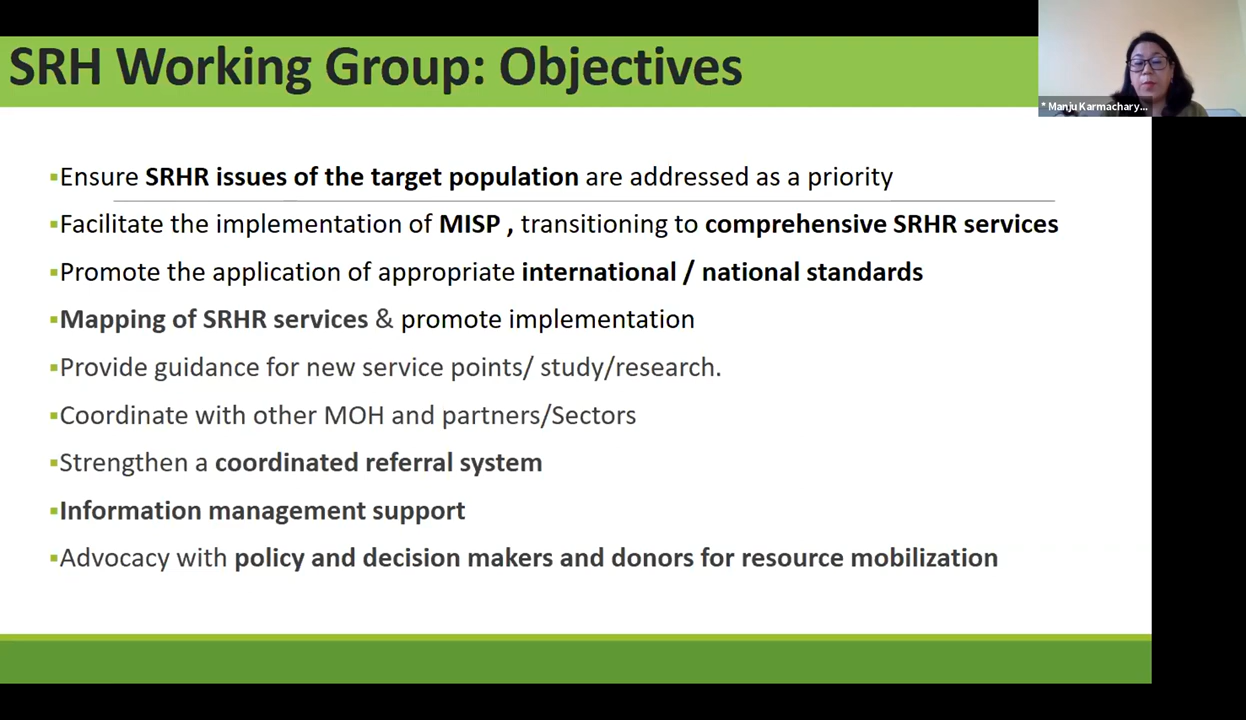 SRH Working Group: Objectives
* Manju Karmachary...
▪Ensure SRHR issues of the target population are addressed as a priority
▪Facilitate the implementation of MISP , transitioning to comprehensive SRHR services
▪Promote the application of appropriate international / national standards
▪Mapping of SRHR services & promote implementation
▪Provide guidance for new service points/ study/research.
▪Coordinate with other MOH and partners/Sectors
▪Strengthen a coordinated referral system
▪Information management support
▪Advocacy with policy and decision makers and donors for resource mobilization